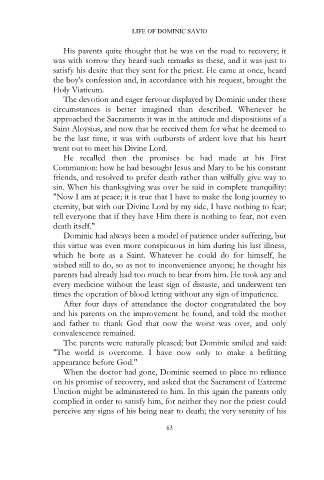 LIFE OF DOMINIC SAVIO
His parents quite thought that he was on the road to recovery; it
was with sorrow they heard such remarks as these, and it was just to
satisfy his desire that they sent for the priest. He came at once, heard
the boy's confession and, in accordance with his request, brought the
Holy Viaticum.
The devotion and eager fervour displayed by Dominic under these
circumstances is better imagined than described. Whenever he
approached the Sacraments it was in the attitude and dispositions of a
Saint Aloysius, and now that he received them for what he deemed to
be the last time, it was with outbursts of ardent love that his heart
went out to meet his Divine Lord.
He recalled then the promises he had made at his First
Communion: how he had besought Jesus and Mary to be his constant
friends, and resolved to prefer death rather than wilfully give way to
sin. When his thanksgiving was over he said in complete tranquility:
"Now I am at peace; it is true that I have to make the long journey to
eternity, but with our Divine Lord by my side, I have nothing to fear;
tell everyone that if they have Him there is nothing to fear, not even
death itself."
Dominic had always been a model of patience under suffering, but
this virtue was even more conspicuous in him during his last illness,
which he bore as a Saint. Whatever he could do for himself, he
wished still to do, so as not to inconvenience anyone; he thought his
parents had already had too much to bear from him. He took any and
every medicine without the least sign of distaste, and underwent ten
times the operation of blood letting without any sign of impatience.
After four days of attendance the doctor congratulated the boy
and his parents on the improvement he found, and told the mother
and father to thank God that now the worst was over, and only
convalescence remained.
The parents were naturally pleased; but Dominic smiled and said:
"The world is overcome. I have now only to make a befitting
appearance before God."
When the doctor had gone, Dominic seemed to place no reliance
on his promise of recovery, and asked that the Sacrament of Extreme
Unction might be administered to him. In this again the parents only
complied in order to satisfy him, for neither they nor the priest could
perceive any signs of his being near to death; the very serenity of his
63